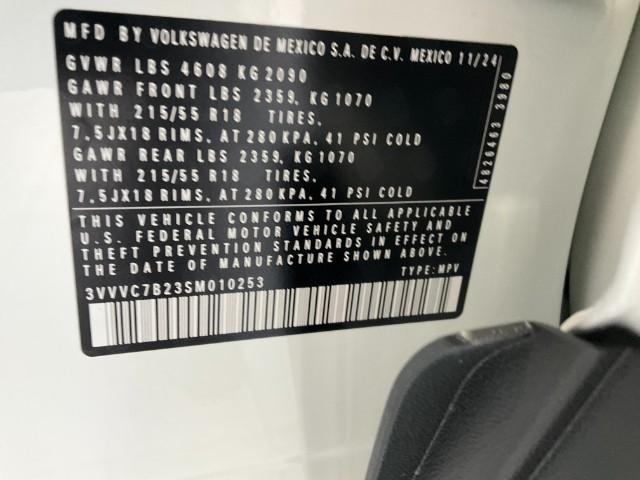 MFD BY VOLKSWAGEN DE MEXICO S.A. DE C.V. MEXICO 11/24
GVWR LBS 4608 KG 2090
GAWR FRONT LBS 2359, KG 1070
WITH 215/55 R18 TIRES,
7,5JX18 RIMS, AT 280 KPA, 41 PSI COLD
GAWR REAR LBS 2359, KG 1070
WITH 215/55 R18 TIRES,
7,5JX18 RIMS, AT 280 KPA, 41 PSI COLD
4826463 3980
THIS VEHICLE CONFORMS TO ALL APPLICABLE
U.S. FEDERAL MOTOR VEHICLE SAFETY AND
THEFT PREVENTION STANDARDS IN EFFECT ON
THE DATE OF MANUFACTURE SHOWN ABOVE.
3VVVC7B23SM010253 TYPE: MPV